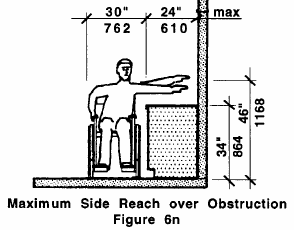 30" 24" max
762 610
46"
1168
34"
864
Maximum Side Reach over Obstruction
Figure 6n